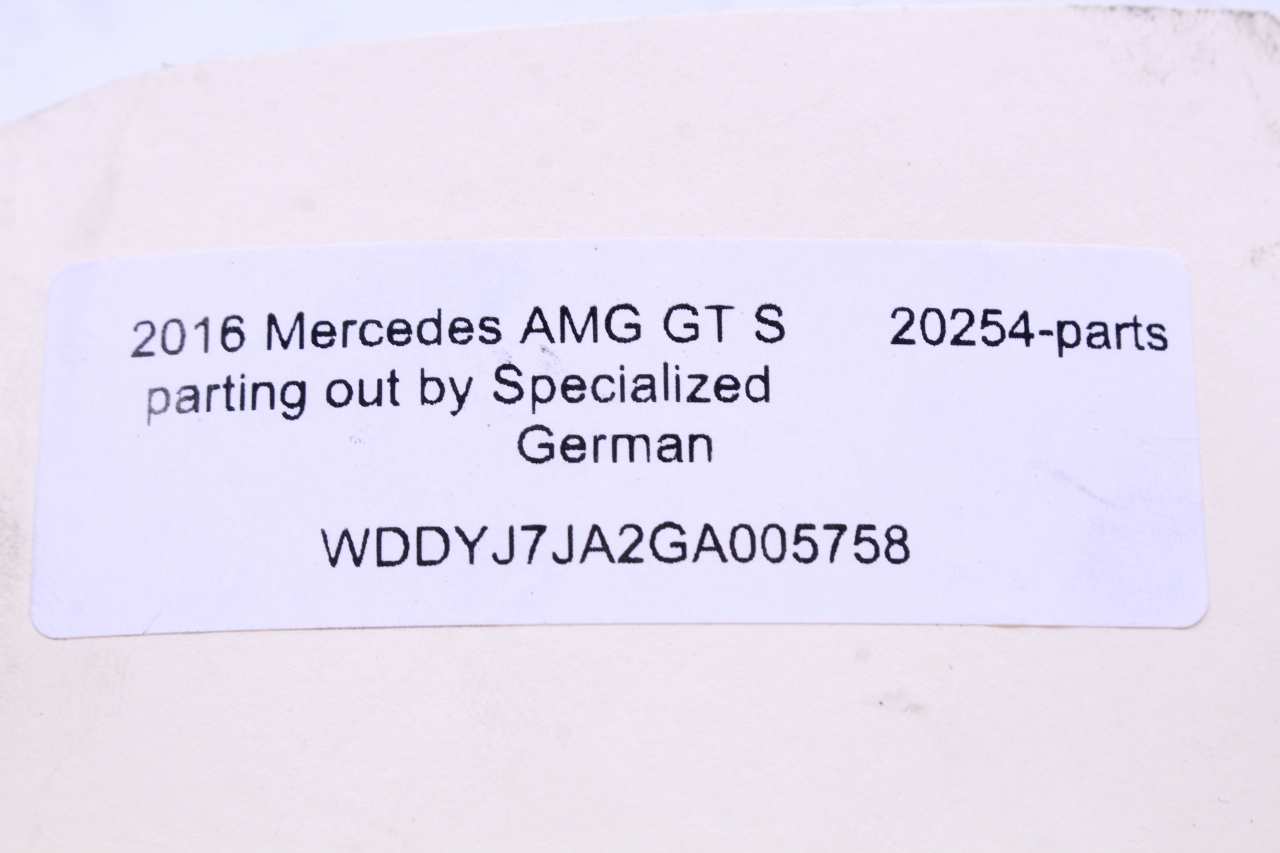 2016 Mercedes AMG GT S 20254-parts
parting out by Specialized
German
WDDYJ7JA2GA005758